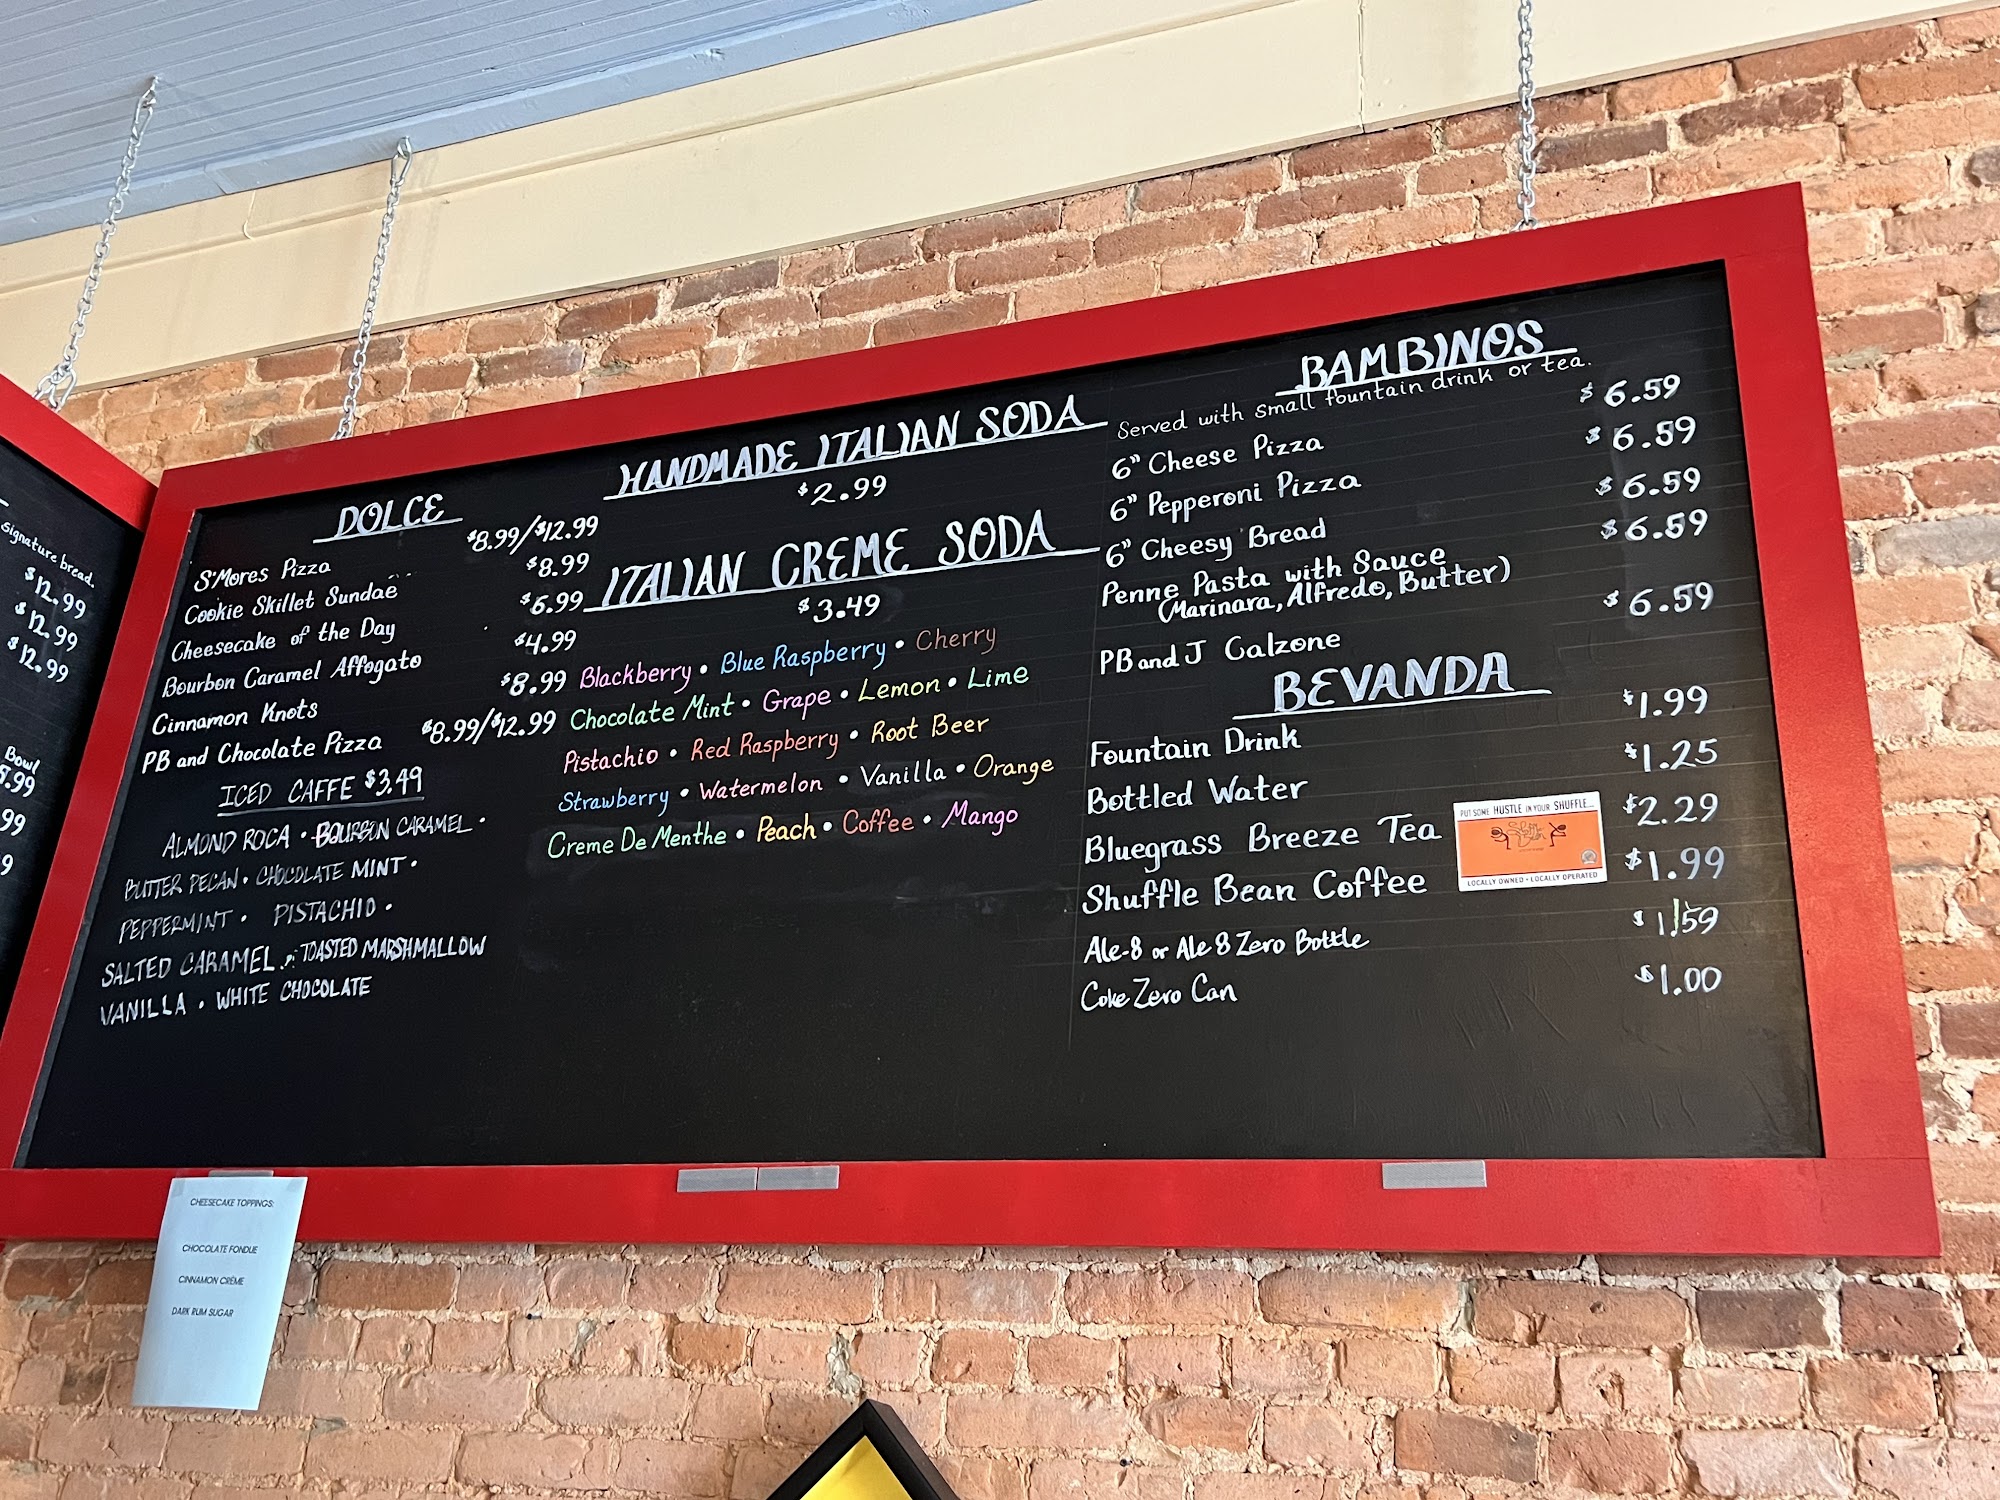 signature bread.
$12.99
$12.99
$12.99
Bowl
5.99
99
9
DOLCE
S'Mores Pizza $8.99/$12.99
Cookie Skillet Sundae $8.99
Cheesecake of the Day $6.99
Bourbon Caramel Affogato $4.99
Cinnamon Knots $8.99
PB and Chocolate Pizza $8.99/$12.99
ICED CAFFE $3.49
ALMOND ROCA • BOURBON CARAMEL •
BUTTER PECAN • CHOCOLATE MINT •
PEPPERMINT • PISTACHIO •
SALTED CARAMEL • TOASTED MARSHMALLOW
VANILLA • WHITE CHOCOLATE
HANDMADE ITALIAN SODA
$2.99
ITALIAN CREME SODA
$3.49
Blackberry • Blue Raspberry • Cherry
Chocolate Mint • Grape • Lemon • Lime
Pistachio • Red Raspberry • Root Beer
Strawberry • Watermelon • Vanilla • Orange
Creme De Menthe • Peach • Coffee • Mango
BAMBINOS
Served with small fountain drink or tea.
6" Cheese Pizza $6.59
6" Pepperoni Pizza $6.59
6" Cheesy Bread $6.59
Penne Pasta with Sauce $6.59
(Marinara, Alfredo, Butter)
PB and J Calzone $6.59
BEVANDA
Fountain Drink $1.99
Bottled Water $1.25
Bluegrass Breeze Tea $2.29
Shuffle Bean Coffee $1.99
Ale-8 or Ale 8 Zero Bottle $1.59
Coke Zero Can $1.00
PUT SOME HUSTLE IN YOUR SHUFFLE...
LOCALLY OWNED • LOCALLY OPERATED
CHEESECAKE TOPPINGS:
CHOCOLATE FONDUE
CINNAMON CRÈME
DARK RUM SUGAR